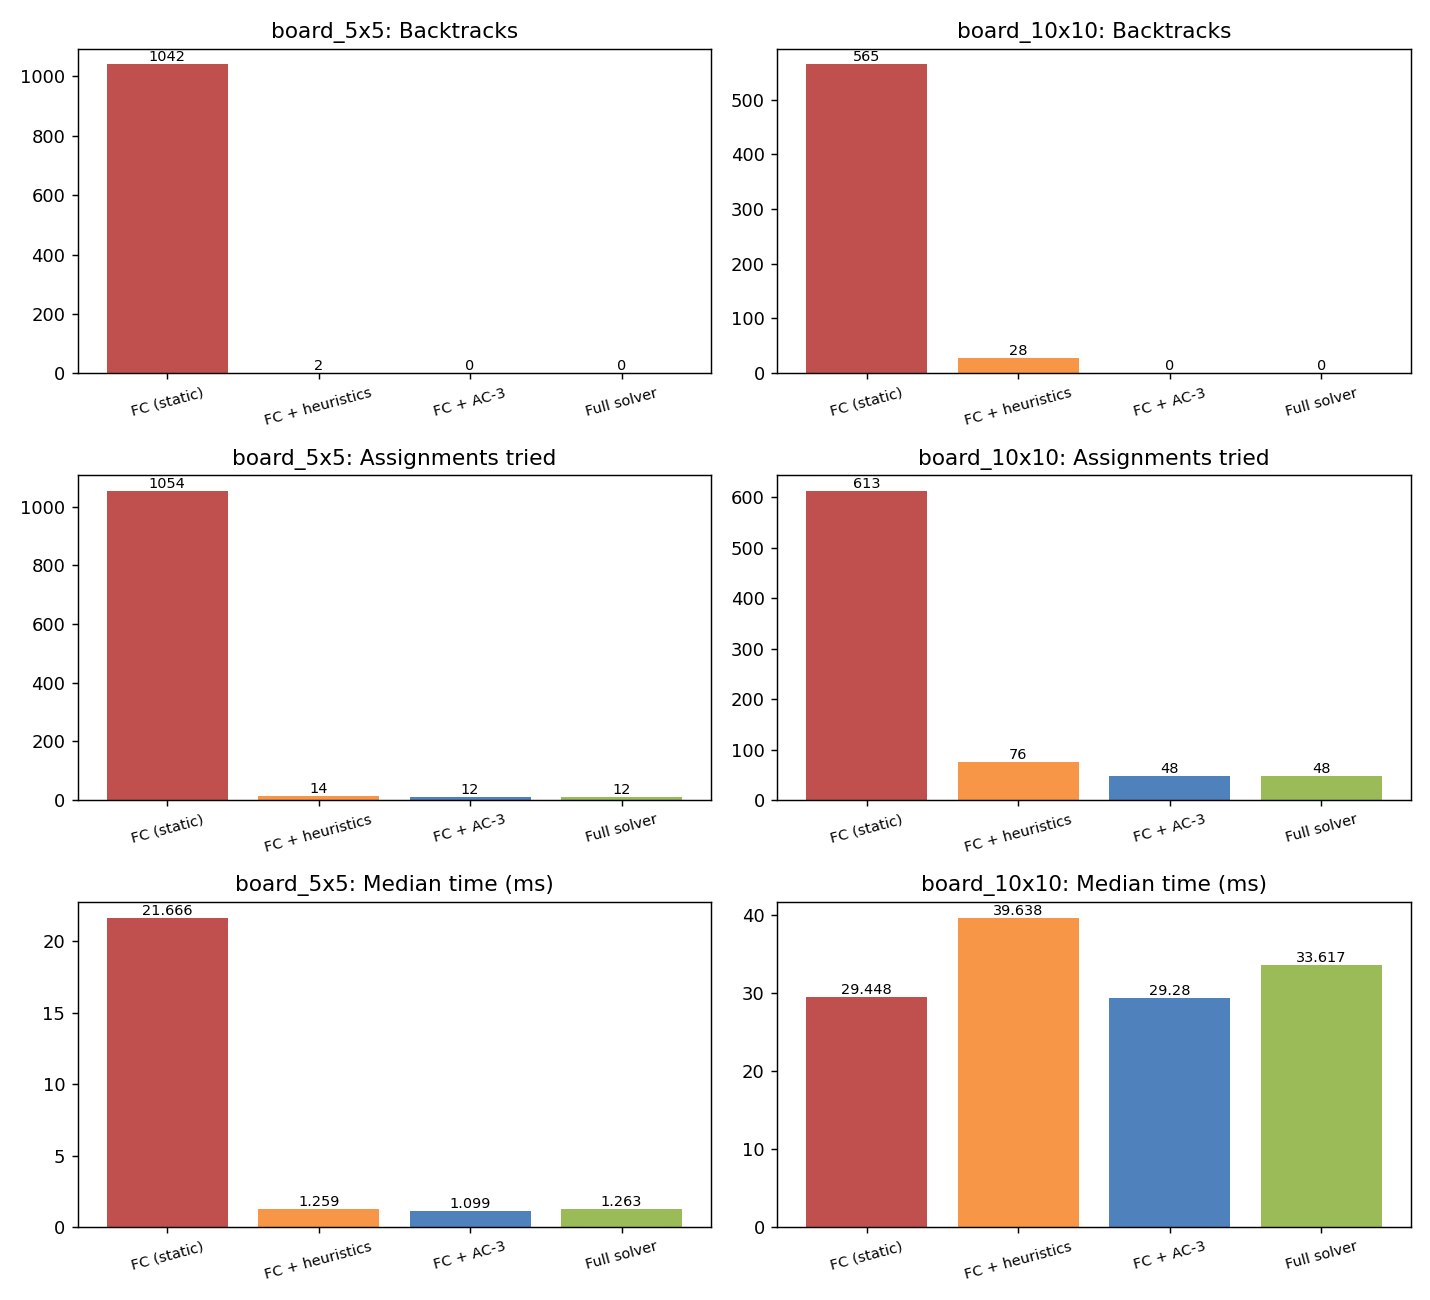 board_5x5: Backtracks
1042
1000
800
600
400
200
2
0
0
0
FC (static)
FC + heuristics
FC + AC-3
Full solver
board_10x10: Backtracks
565
500
400
300
200
100
28
0
0
0
FC (static)
FC + heuristics
FC + AC-3
Full solver
board_5x5: Assignments tried
1054
1000
800
600
400
200
14
12
12
0
FC (static)
FC + heuristics
FC + AC-3
Full solver
board_10x10: Assignments tried
613
600
500
400
300
200
100
76
48
48
0
FC (static)
FC + heuristics
FC + AC-3
Full solver
board_5x5: Median time (ms)
21.666
20
15
10
5
1.259
1.099
1.263
0
FC (static)
FC + heuristics
FC + AC-3
Full solver
board_10x10: Median time (ms)
40
39.638
33.617
30
29.448
29.28
20
10
0
FC (static)
FC + heuristics
FC + AC-3
Full solver